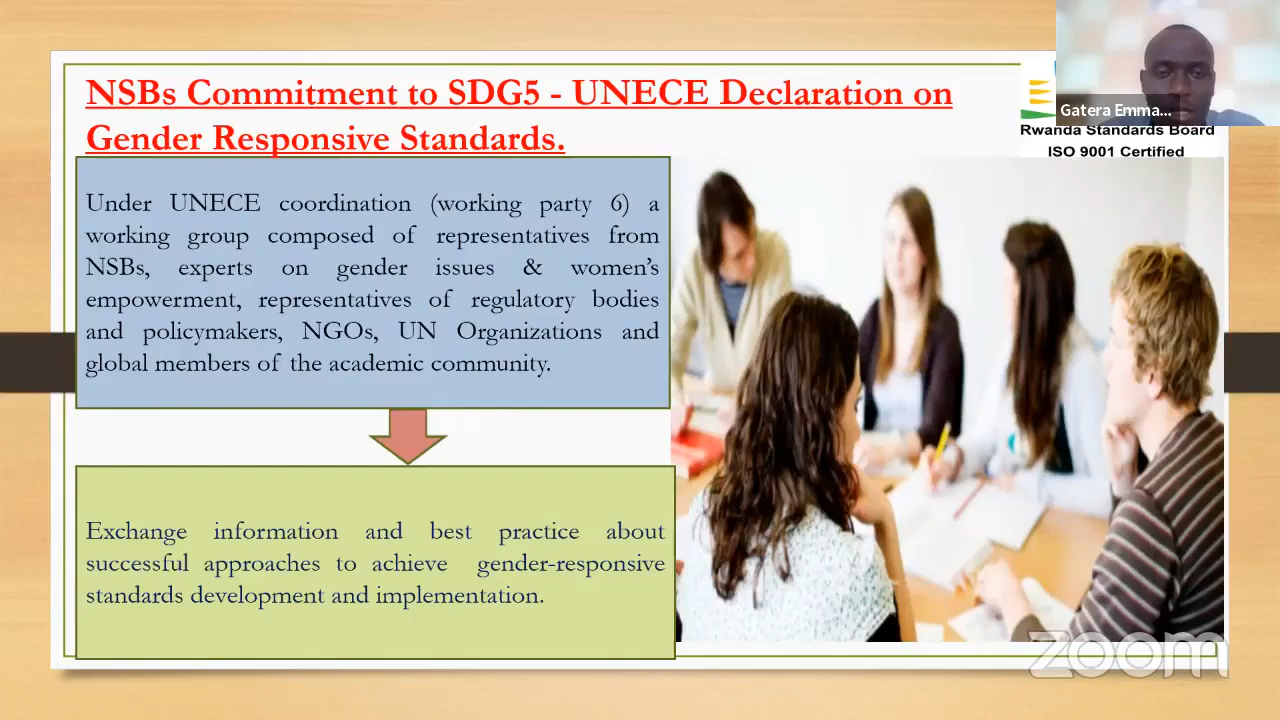 NSBs Commitment to SDG5 - UNECE Declaration on
Gender Responsive Standards.
Gatera Emma...
Rwanda Standards Board
ISO 9001 Certified
Under UNECE coordination (working party 6) a
working group composed of representatives from
NSBs, experts on gender issues & women's
empowerment, representatives of regulatory bodies
and policymakers, NGOs, UN Organizations and
global members of the academic community.
Exchange information and best practice about
successful approaches to achieve gender-responsive
standards development and implementation.
zoom